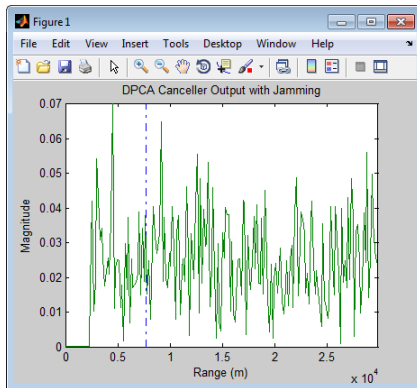 Figure 1
File Edit View Insert Tools Desktop Window Help
DPCA Canceller Output with Jamming
0.07
0.06
0.05
0.04
0.03
0.02
0.01
0
Magnitude
0 0.5 1 1.5 2 2.5
x 10⁴
Range (m)